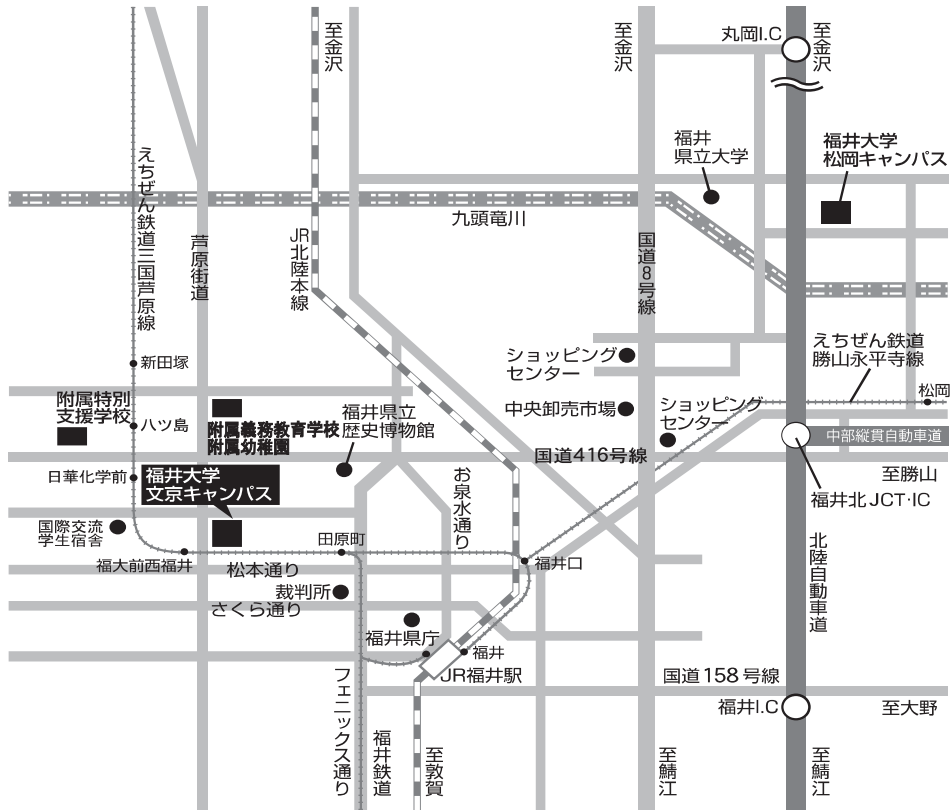 丸岡I.C
至金沢
至金沢
至金沢
福井
県立大学
福井大学
松岡キャンパス
えちぜん鉄道三国芦原線
芦原街道
JR北陸本線
九頭竜川
国道8号線
えちぜん鉄道
勝山永平寺線
松岡
新田塚
ショッピング
センター
附属特別
支援学校
八ツ島
附属義務教育学校
附属幼稚園
福井県立
歴史博物館
中央卸売市場
ショッピング
センター
中部縦貫自動車道
国道416号線
至勝山
日華化学前
福井大学
文京キャンパス
お泉水通り
福井北JCT・IC
国際交流
学生宿舎
田原町
福大前西福井
松本通り
福井口
北陸自動車道
裁判所
さくら通り
福井県庁
福井
JR福井駅
国道158号線
フェニックス通り
福井鉄道
至敦賀
福井I.C
至大野
至鯖江
至鯖江